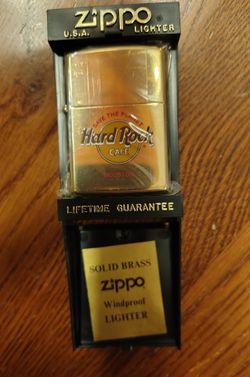 zippo
U.S.A. LIGHTER
SAVE THE PLANET
Hard Rock
CAFE
LIFETIME GUARANTEE
SOLID BRASS
zippo
Windproof
LIGHTER